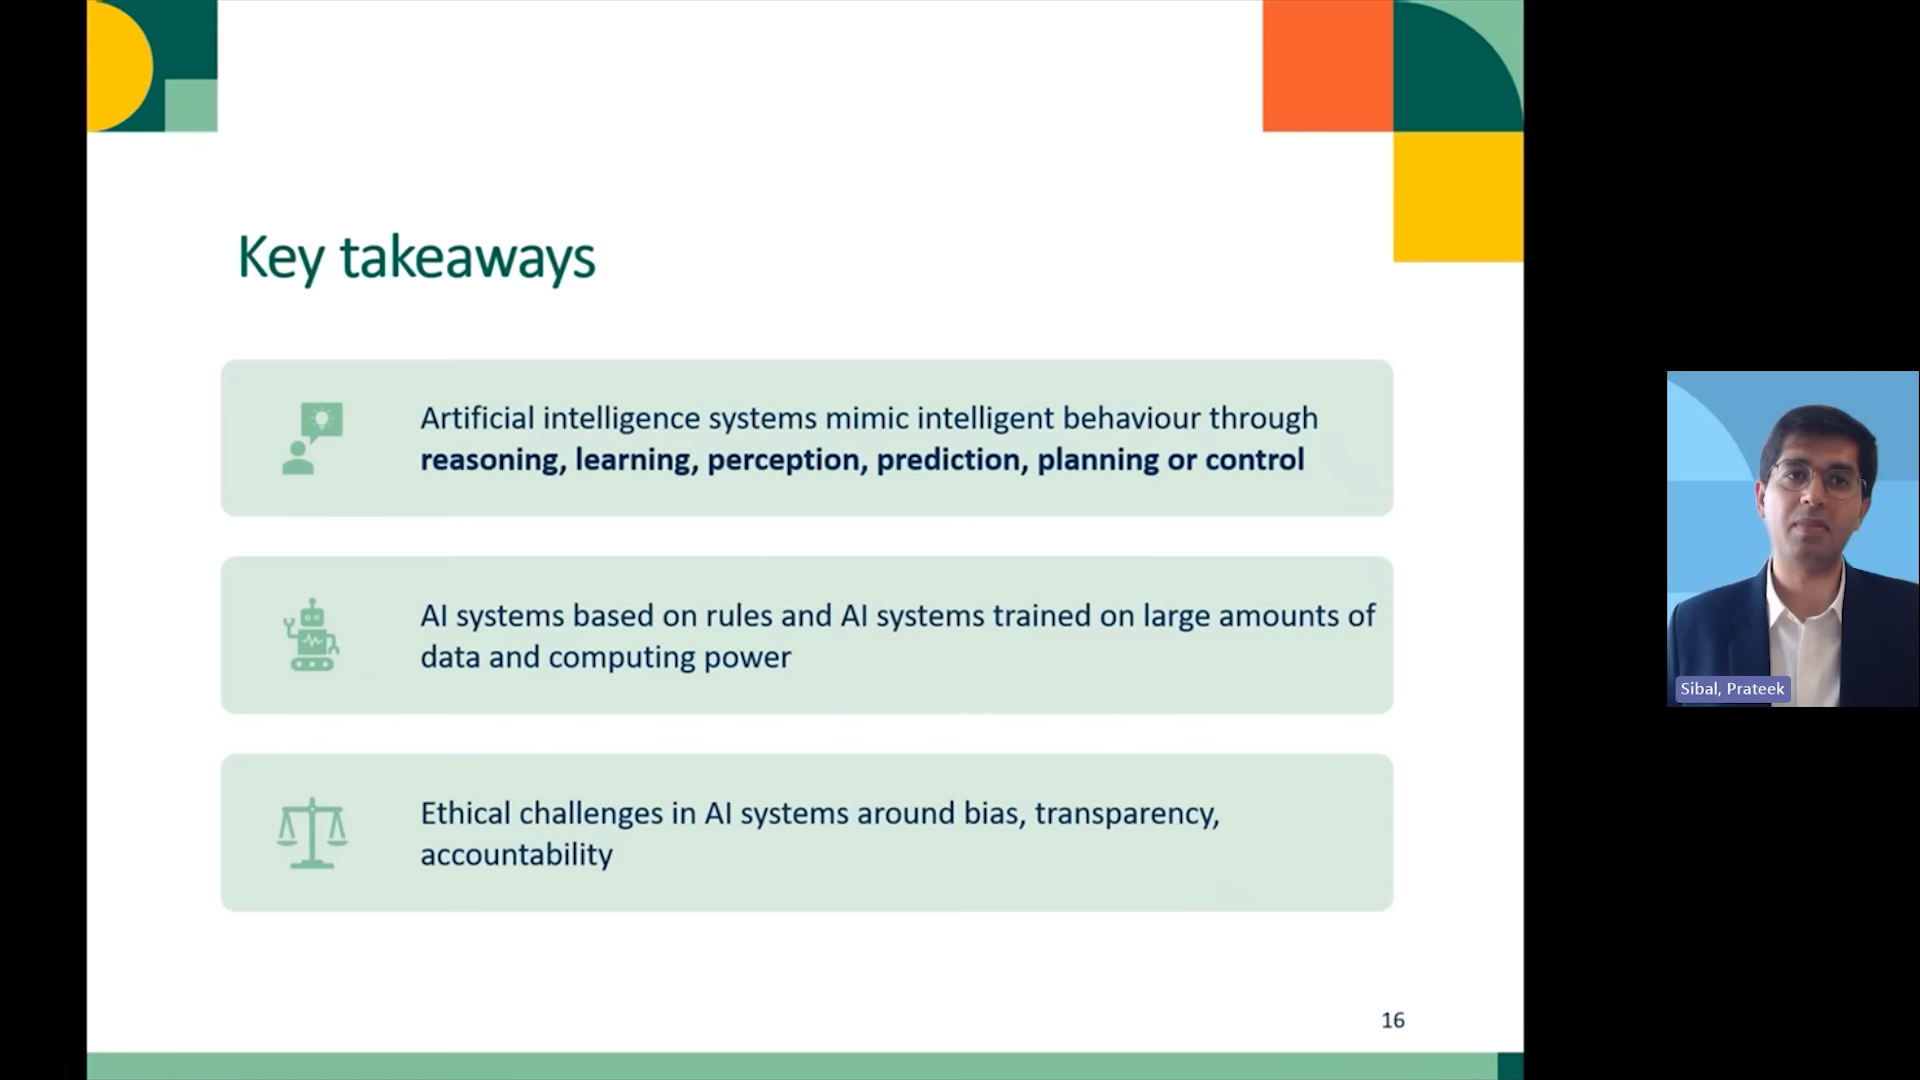 Key takeaways
Artificial intelligence systems mimic intelligent behaviour through
reasoning, learning, perception, prediction, planning or control
AI systems based on rules and AI systems trained on large amounts of
data and computing power
Ethical challenges in AI systems around bias, transparency,
accountability
16
Sibal, Prateek